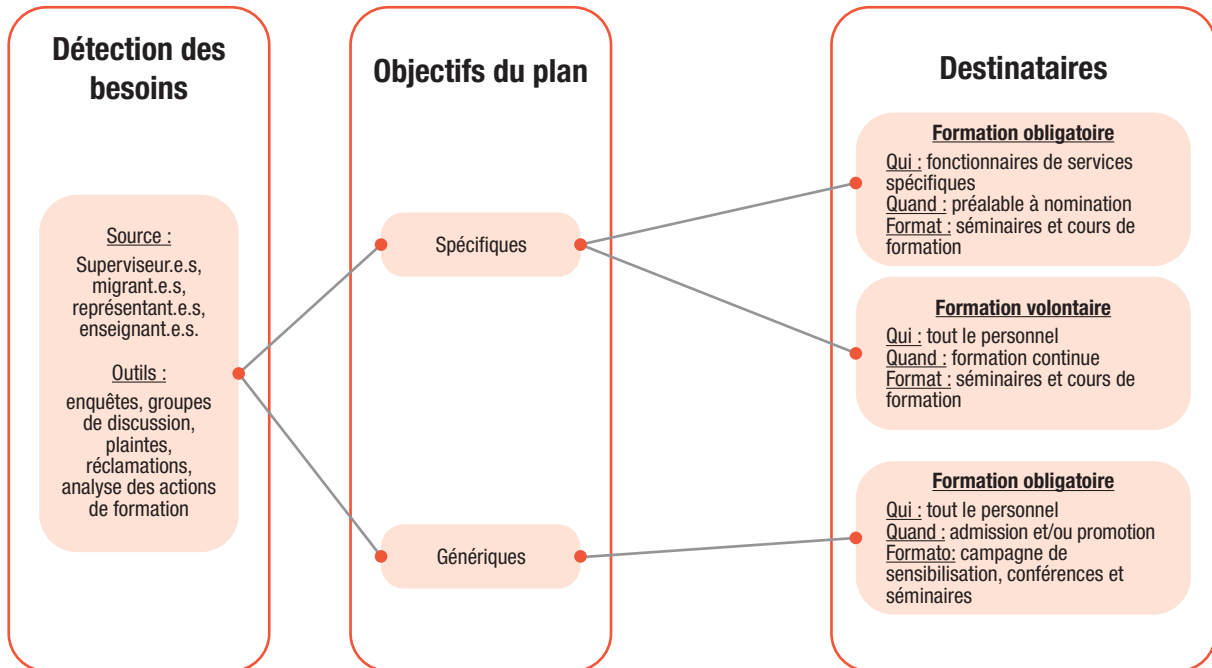 Détection des
besoins
Source :
Superviseur.e.s,
migrant.e.s,
représentant.e.s,
enseignant.e.s.
Outils :
enquêtes, groupes
de discussion,
plaintes,
réclamations,
analyse des actions
de formation
Objectifs du plan
Spécifiques
Génériques
Destinataires
Formation obligatoire
Qui : fonctionnaires de services
spécifiques
Quand : préalable à nomination
Format : séminaires et cours de
formation
Formation volontaire
Qui : tout le personnel
Quand : formation continue
Format : séminaires et cours de
formation
Formation obligatoire
Qui : tout le personnel
Quand : admission et/ou promotion
Formato: campagne de
sensibilisation, conférences et
séminaires